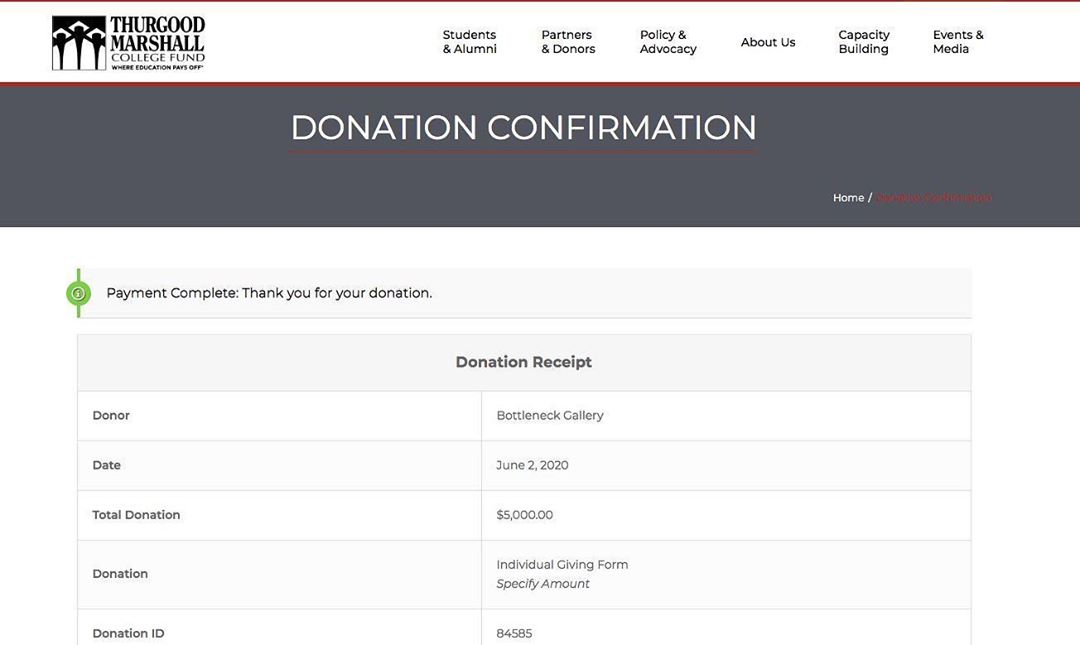 THURGOOD
MARSHALL
COLLEGE FUND
WHERE EDUCATION PAYS OFF®
Students
& Alumni
Partners
& Donors
Policy &
Advocacy
About Us
Capacity
Building
Events &
Media
DONATION CONFIRMATION
Home / Donation Confirmation
Payment Complete: Thank you for your donation.
Donation Receipt
Donor Bottleneck Gallery
Date June 2, 2020
Total Donation $5,000.00
Donation Individual Giving Form
Specify Amount
Donation ID 84585